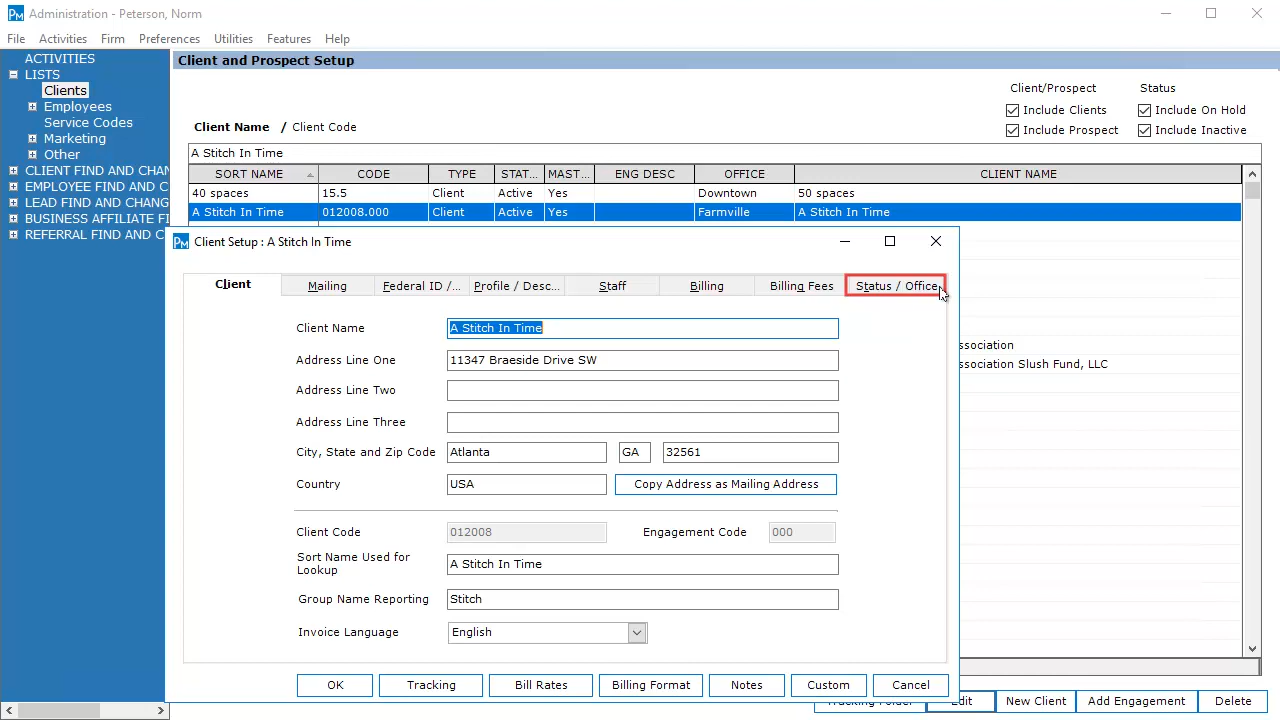 PM Administration - Peterson, Norm
File Activities Firm Preferences Utilities Features Help
ACTIVITIES
LISTS
Clients
Employees
Service Codes
Marketing
Other
CLIENT FIND AND CHAN
EMPLOYEE FIND AND C
LEAD FIND AND CHANG
BUSINESS AFFILIATE FI
REFERRAL FIND AND C
Client and Prospect Setup
Client/Prospect Status
Include Clients Include On Hold
Include Prospect Include Inactive
Client Name / Client Code
A Stitch In Time
SORT NAME CODE TYPE STAT... MAST... ENG DESC OFFICE CLIENT NAME
40 spaces 15.5 Client Active Yes Downtown 50 spaces
A Stitch In Time 012008.000 Client Active Yes Farmville A Stitch In Time
ssociation
ssociation Slush Fund, LLC
PM Client Setup : A Stitch In Time
Client Mailing Federal ID /... Profile / Desc... Staff Billing Billing Fees Status / Office
Client Name A Stitch In Time
Address Line One 11347 Braeside Drive SW
Address Line Two
Address Line Three
City, State and Zip Code Atlanta GA 32561
Country USA Copy Address as Mailing Address
Client Code 012008 Engagement Code 000
Sort Name Used for
Lookup A Stitch In Time
Group Name Reporting Stitch
Invoice Language English
OK Tracking Bill Rates Billing Format Notes Custom Cancel
Tracking Folder Edit New Client Add Engagement Delete